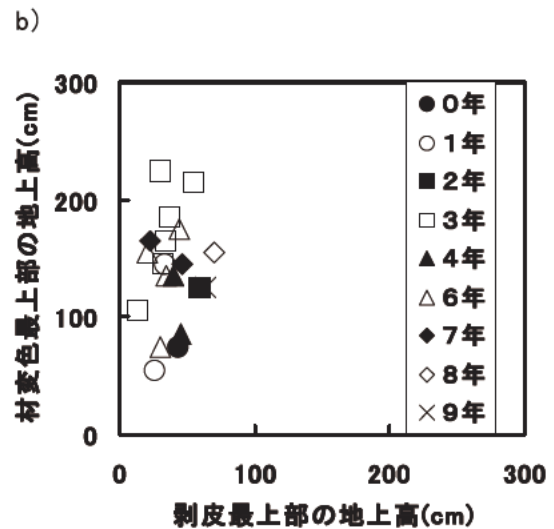 b)
300
200
100
0
材変色最上部の地上高(cm)
0 100 200 300
剥皮最上部の地上高(cm)
0年
1年
2年
3年
4年
6年
7年
8年
9年